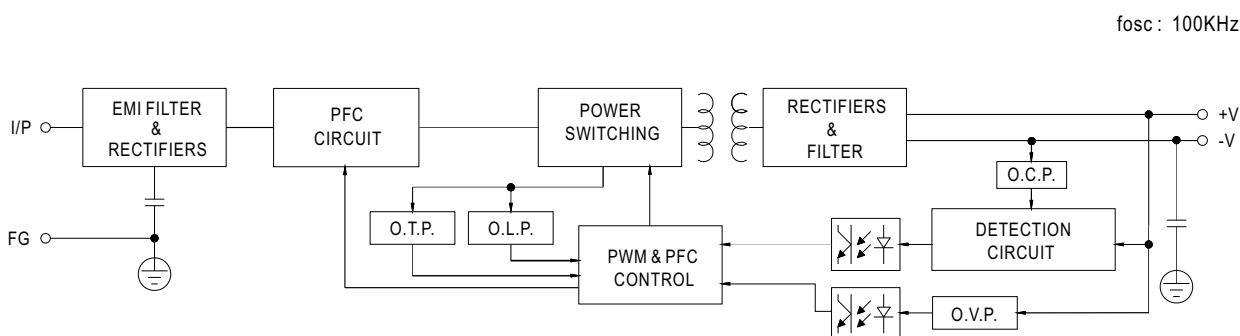 fosc : 100KHz
I/P
EMI FILTER
&
RECTIFIERS
PFC
CIRCUIT
POWER
SWITCHING
RECTIFIERS
&
FILTER
+V
-V
O.C.P.
FG
O.T.P.
O.L.P.
PWM & PFC
CONTROL
DETECTION
CIRCUIT
O.V.P.